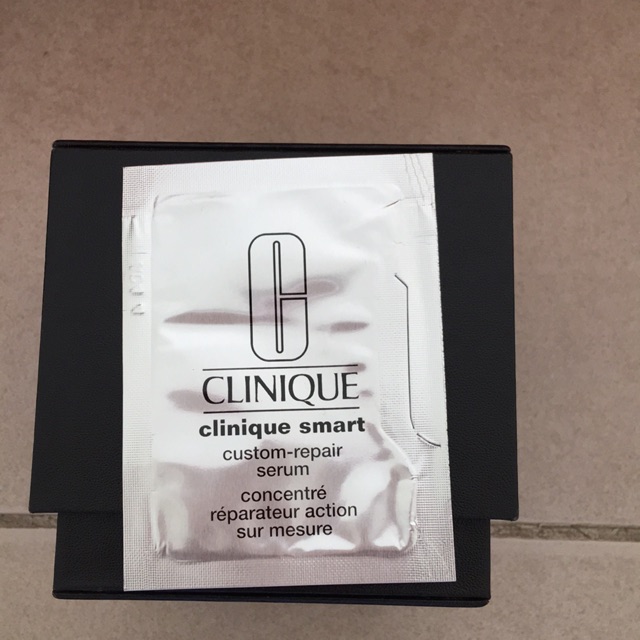 C
CLINIQUE
clinique smart
custom-repair
serum
concentré
réparateur action
sur mesure